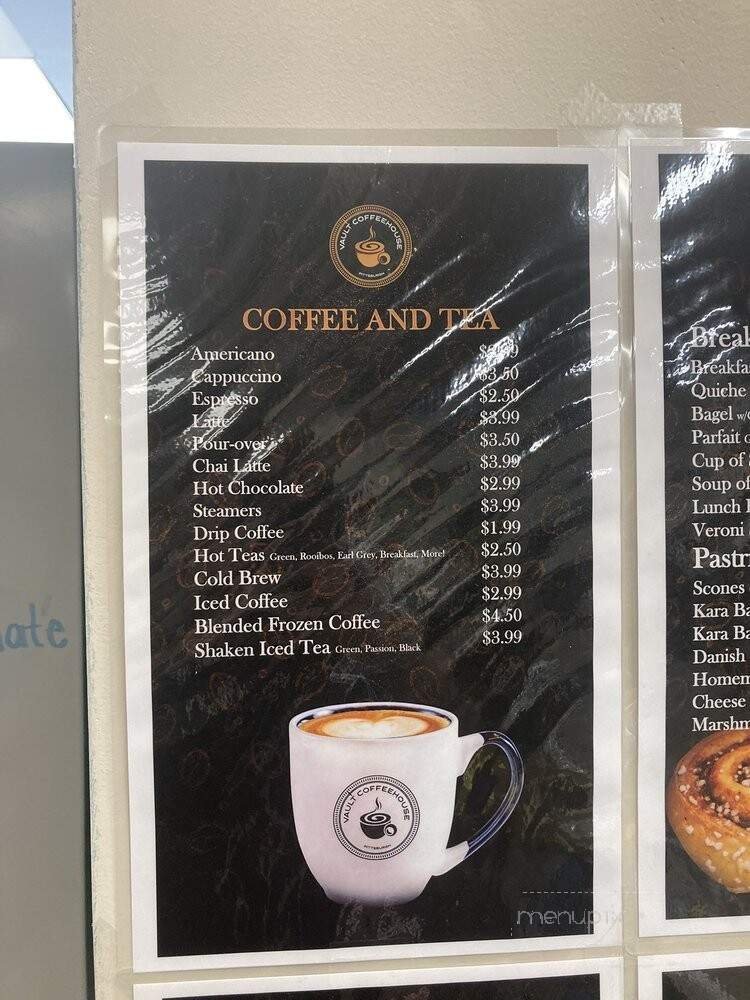 VAULT COFFEEHOUSE
PITTSBURGH
COFFEE AND TEA
Americano
Cappuccino $3.50
Espresso $2.50
Latte $3.99
Pour-over $3.50
Chai Latte $3.99
Hot Chocolate $2.99
Steamers $3.99
Drip Coffee $1.99
Hot Teas Green, Rooibos, Earl Grey, Breakfast, More! $2.50
Cold Brew $3.99
Iced Coffee $2.99
Blended Frozen Coffee $4.50
Shaken Iced Tea Green, Passion, Black $3.99
VAULT COFFEEHOUSE
PITTSBURGH
Break
Breakfa
Quiche
Bagel
Parfait
Cup of
Soup of
Lunch
Veroni
Pastr
Scones
Kara Ba
Kara Ba
Danish
Homem
Cheese
Marshm
ate
menupix